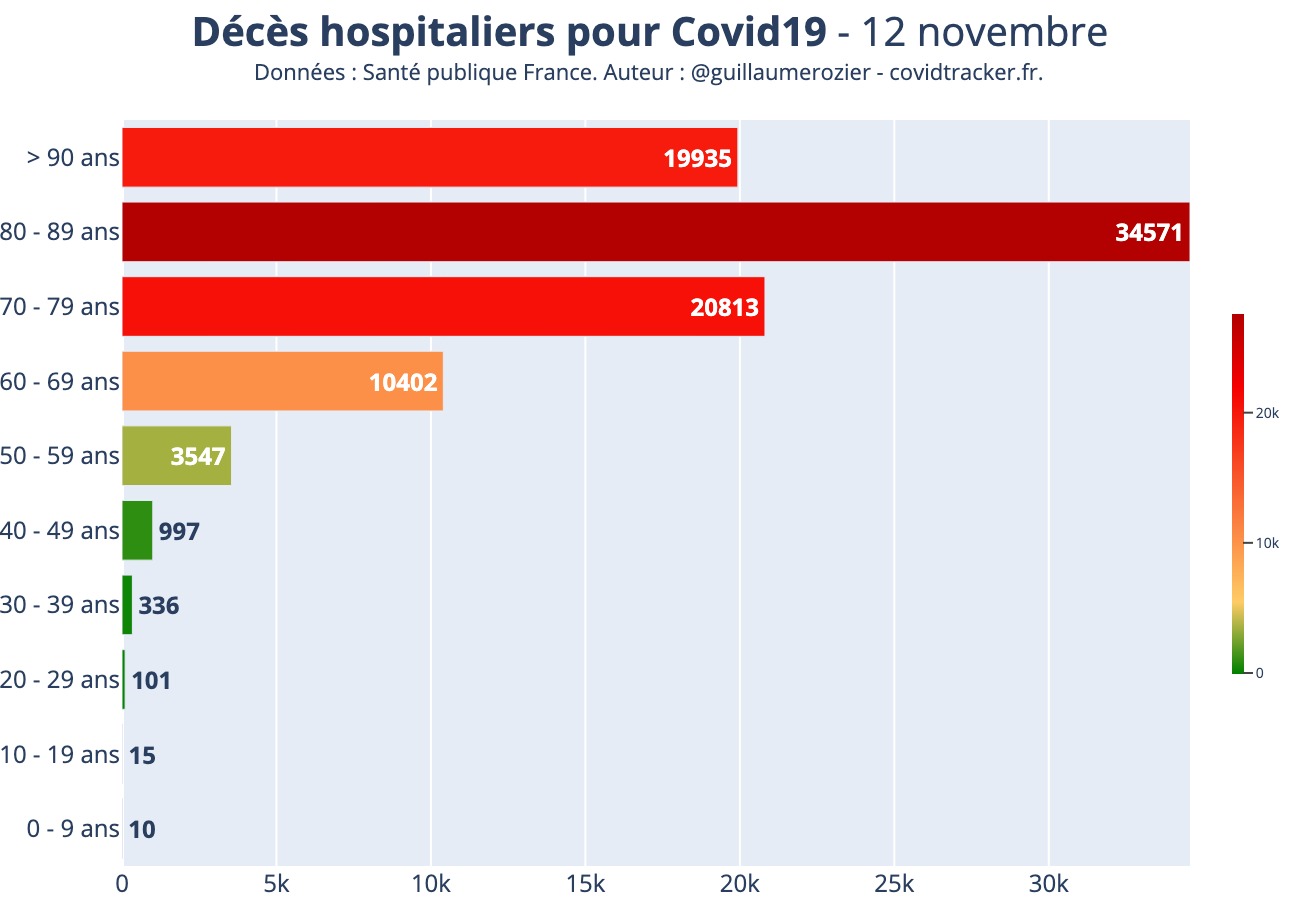 Décès hospitaliers pour Covid19 - 12 novembre
Données : Santé publique France. Auteur : @guillaumerozier - covidtracker.fr.
> 90 ans 19935
80 - 89 ans 34571
70 - 79 ans 20813
60 - 69 ans 10402
50 - 59 ans 3547
40 - 49 ans 997
30 - 39 ans 336
20 - 29 ans 101
10 - 19 ans 15
0 - 9 ans 10
0 5k 10k 15k 20k 25k 30k
20k
10k
0